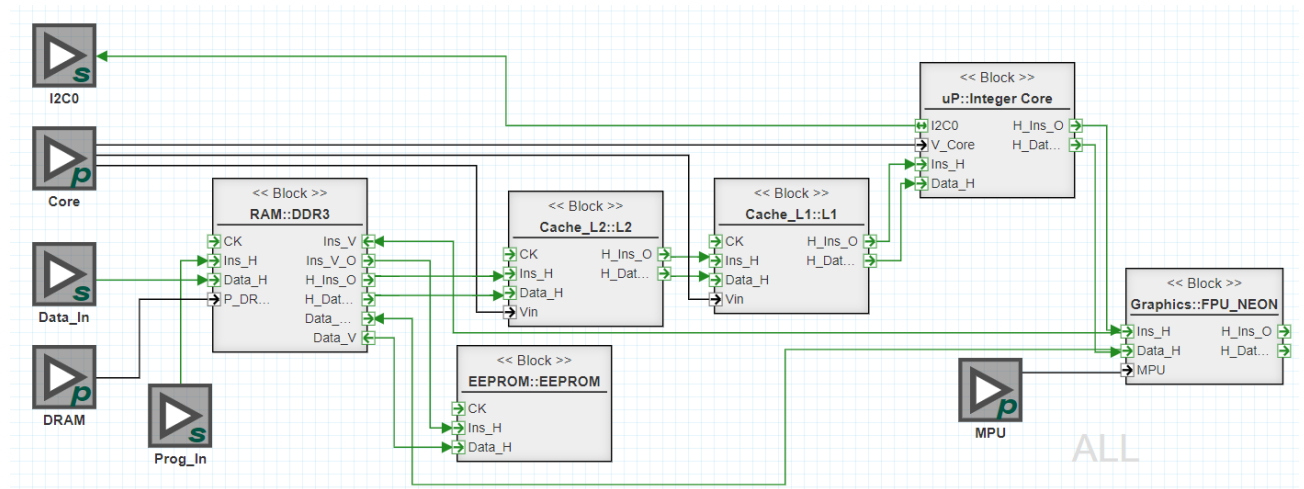 I2C0
s
Core
p
Data_In
s
DRAM
p
Prog_In
s
<< Block >>
RAM::DDR3
CK
Ins_H
Data_H
P_DR...
Ins_V
Ins_V_O
H_Ins_O
H_Dat...
Data_...
Data_V
<< Block >>
Cache_L2::L2
CK
Ins_H
Data_H
Vin
H_Ins_O
H_Dat...
<< Block >>
EEPROM::EEPROM
CK
Ins_H
Data_H
<< Block >>
Cache_L1::L1
CK
Ins_H
Data_H
Vin
H_Ins_O
H_Dat...
<< Block >>
uP::Integer Core
I2C0
V_Core
Ins_H
Data_H
H_Ins_O
H_Dat...
<< Block >>
Graphics::FPU_NEON
Ins_H
Data_H
MPU
H_Ins_O
H_Dat...
p
MPU
ALL